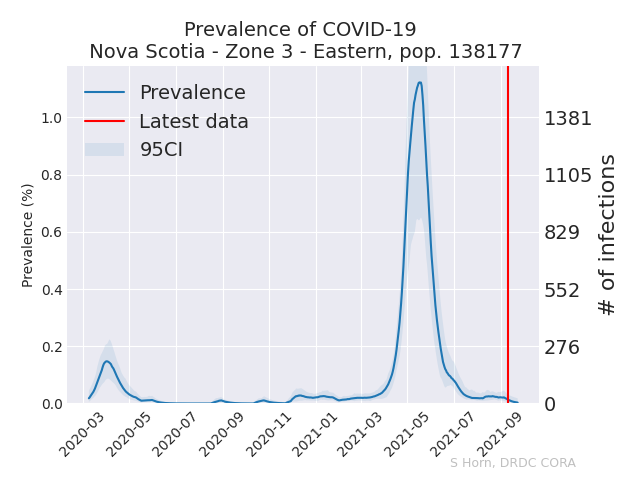 Prevalence of COVID-19
Nova Scotia - Zone 3 - Eastern, pop. 138177
Prevalence
Latest data
95CI
Prevalence (%)
1.0
0.8
0.6
0.4
0.2
0.0
1381
1105
829
552
276
0
# of infections
2020-03
2020-05
2020-07
2020-09
2020-11
2021-01
2021-03
2021-05
2021-07
2021-09
S Horn, DRDC CORA